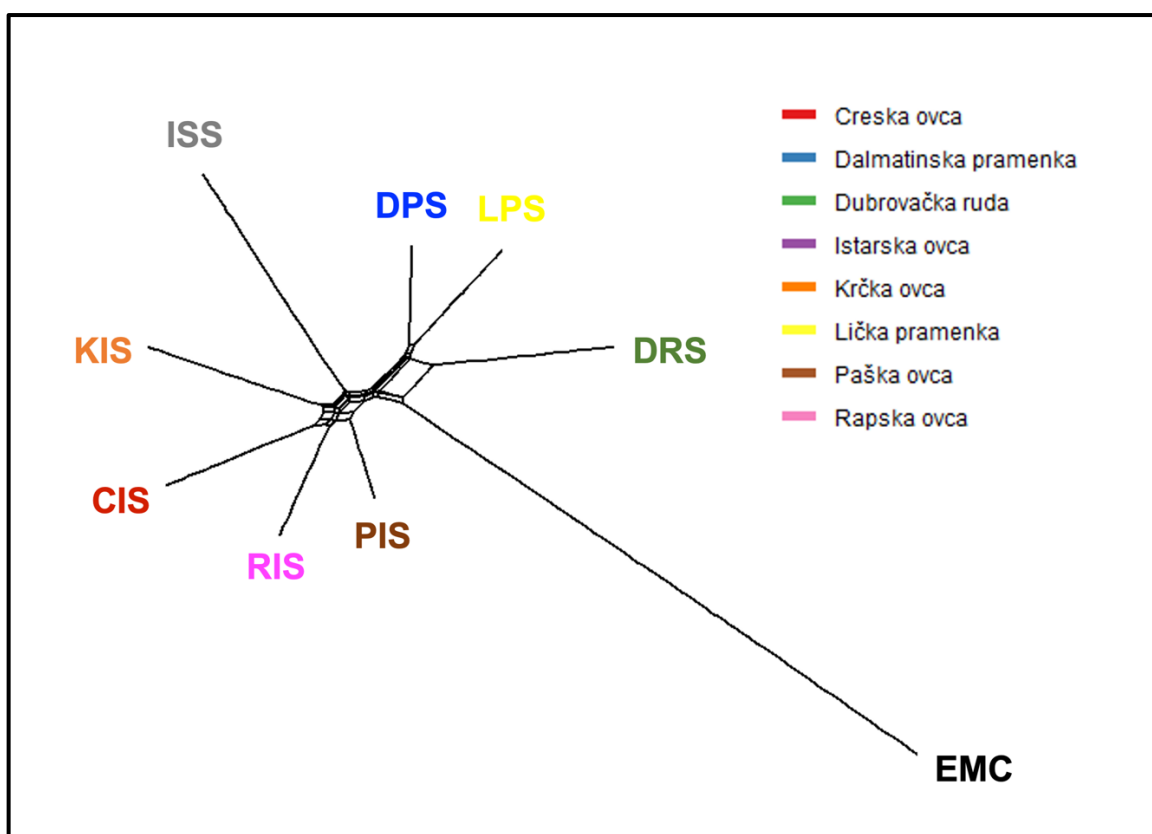 ISS
DPS
LPS
KIS
DRS
CIS
RIS
PIS
EMC
Creska ovca
Dalmatinska pramenka
Dubrovačka ruda
Istarska ovca
Krčka ovca
Lička pramenka
Paška ovca
Rapska ovca